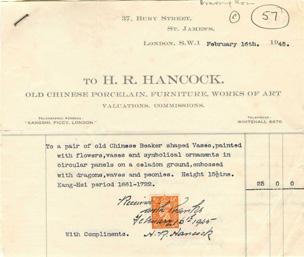 57
37, BURY STREET,
ST. JAMES'S,
LONDON, S.W.1 February 16th. 1945.
TO H. R. HANCOCK.
OLD CHINESE PORCELAIN, FURNITURE, WORKS OF ART
VALUATIONS. COMMISSIONS.
TELEGRAPHIC ADDRESS: TELEPHONE:
"KANGSHI, PICCY, LONDON." WHITEHALL 5670
To a pair of old Chinese Beaker shaped Vases,painted
with flowers,vases and symbolical ornaments in
circular panels on a celadon ground,embossed
with dragons,waves and peonies. Height 15½ins.
Kang-Hsi period 1661-1722. 25 0 0
Received
with thanks
February 16 1945
With Compliments. H. R. Hancock